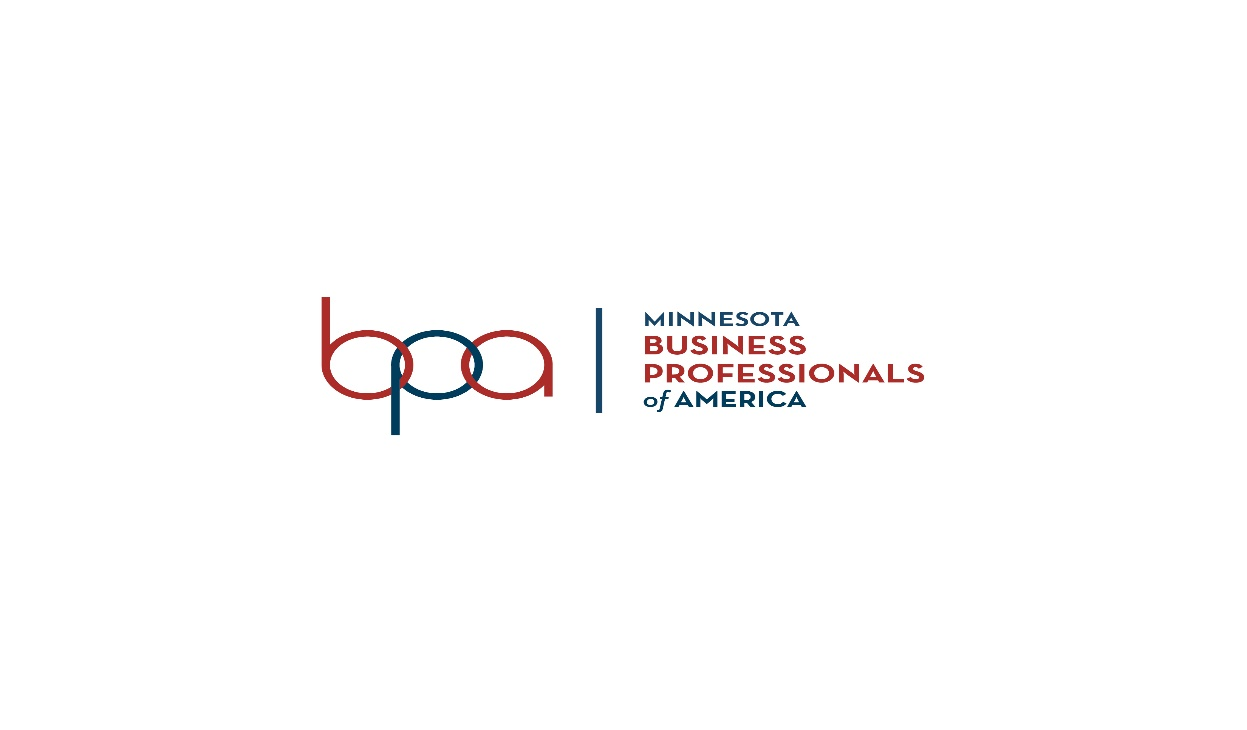 bpa
MINNESOTA
BUSINESS
PROFESSIONALS
of AMERICA